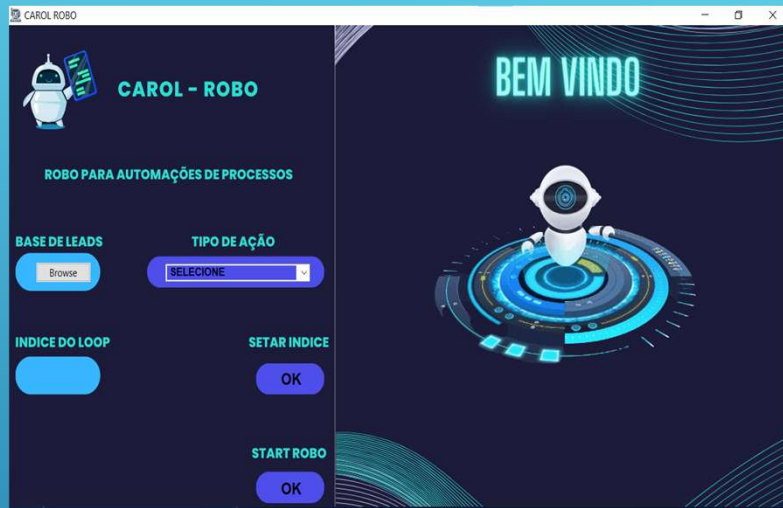 CAROL ROBO
CAROL - ROBO
BEM VINDO
ROBO PARA AUTOMAÇÕES DE PROCESSOS
BASE DE LEADS
TIPO DE AÇÃO
Browse
SELECIONE
INDICE DO LOOP
SETAR INDICE
OK
START ROBO
OK